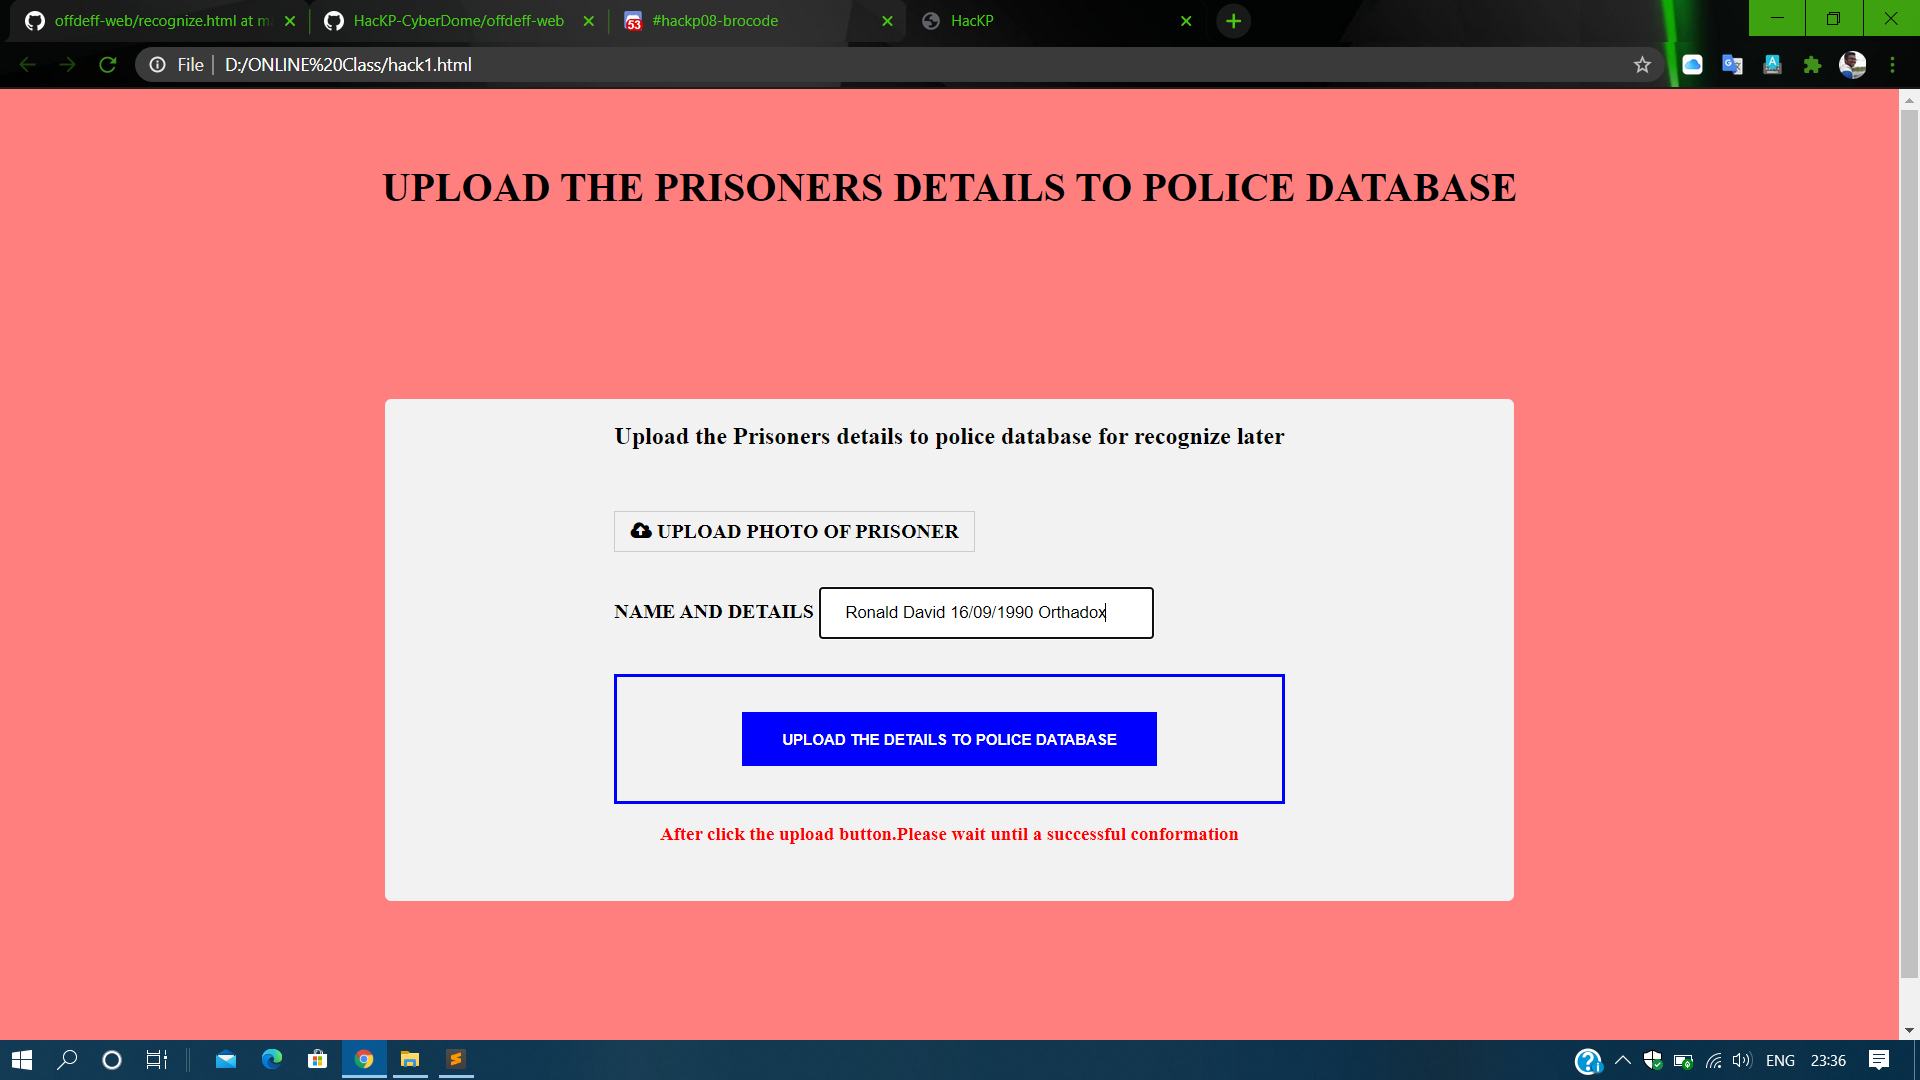 offdeff-web/recognize.html at m
HacKP-CyberDome/offdeff-web
53
#hackp08-brocode
HacKP
File
D:/ONLINE%20Class/hack1.html
UPLOAD THE PRISONERS DETAILS TO POLICE DATABASE
Upload the Prisoners details to police database for recognize later
UPLOAD PHOTO OF PRISONER
NAME AND DETAILS
Ronald David 16/09/1990 Orthadox
UPLOAD THE DETAILS TO POLICE DATABASE
After click the upload button.Please wait until a successful conformation
ENG
23:36